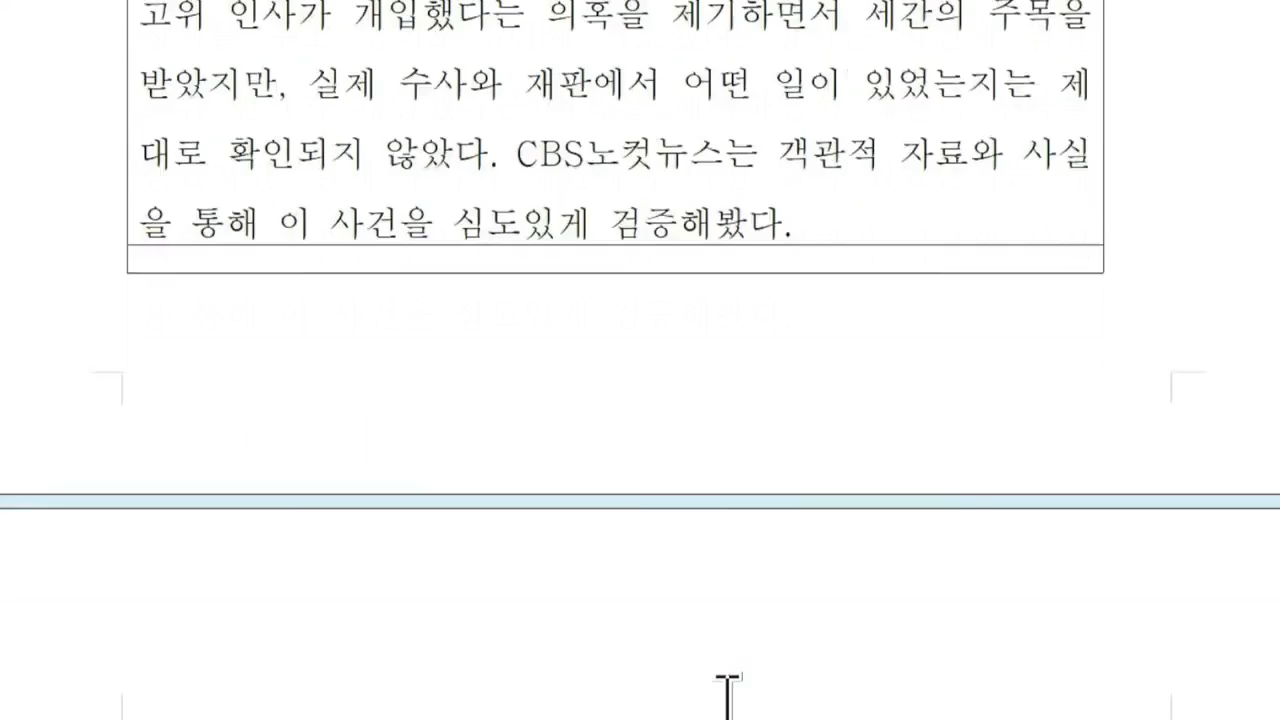 고위 인사가 개입했다는 의혹을 제기하면서 세간의 주목을
받았지만, 실제 수사와 재판에서 어떤 일이 있었는지는 제
대로 확인되지 않았다. CBS노컷뉴스는 객관적 자료와 사실
을 통해 이 사건을 심도있게 검증해봤다.